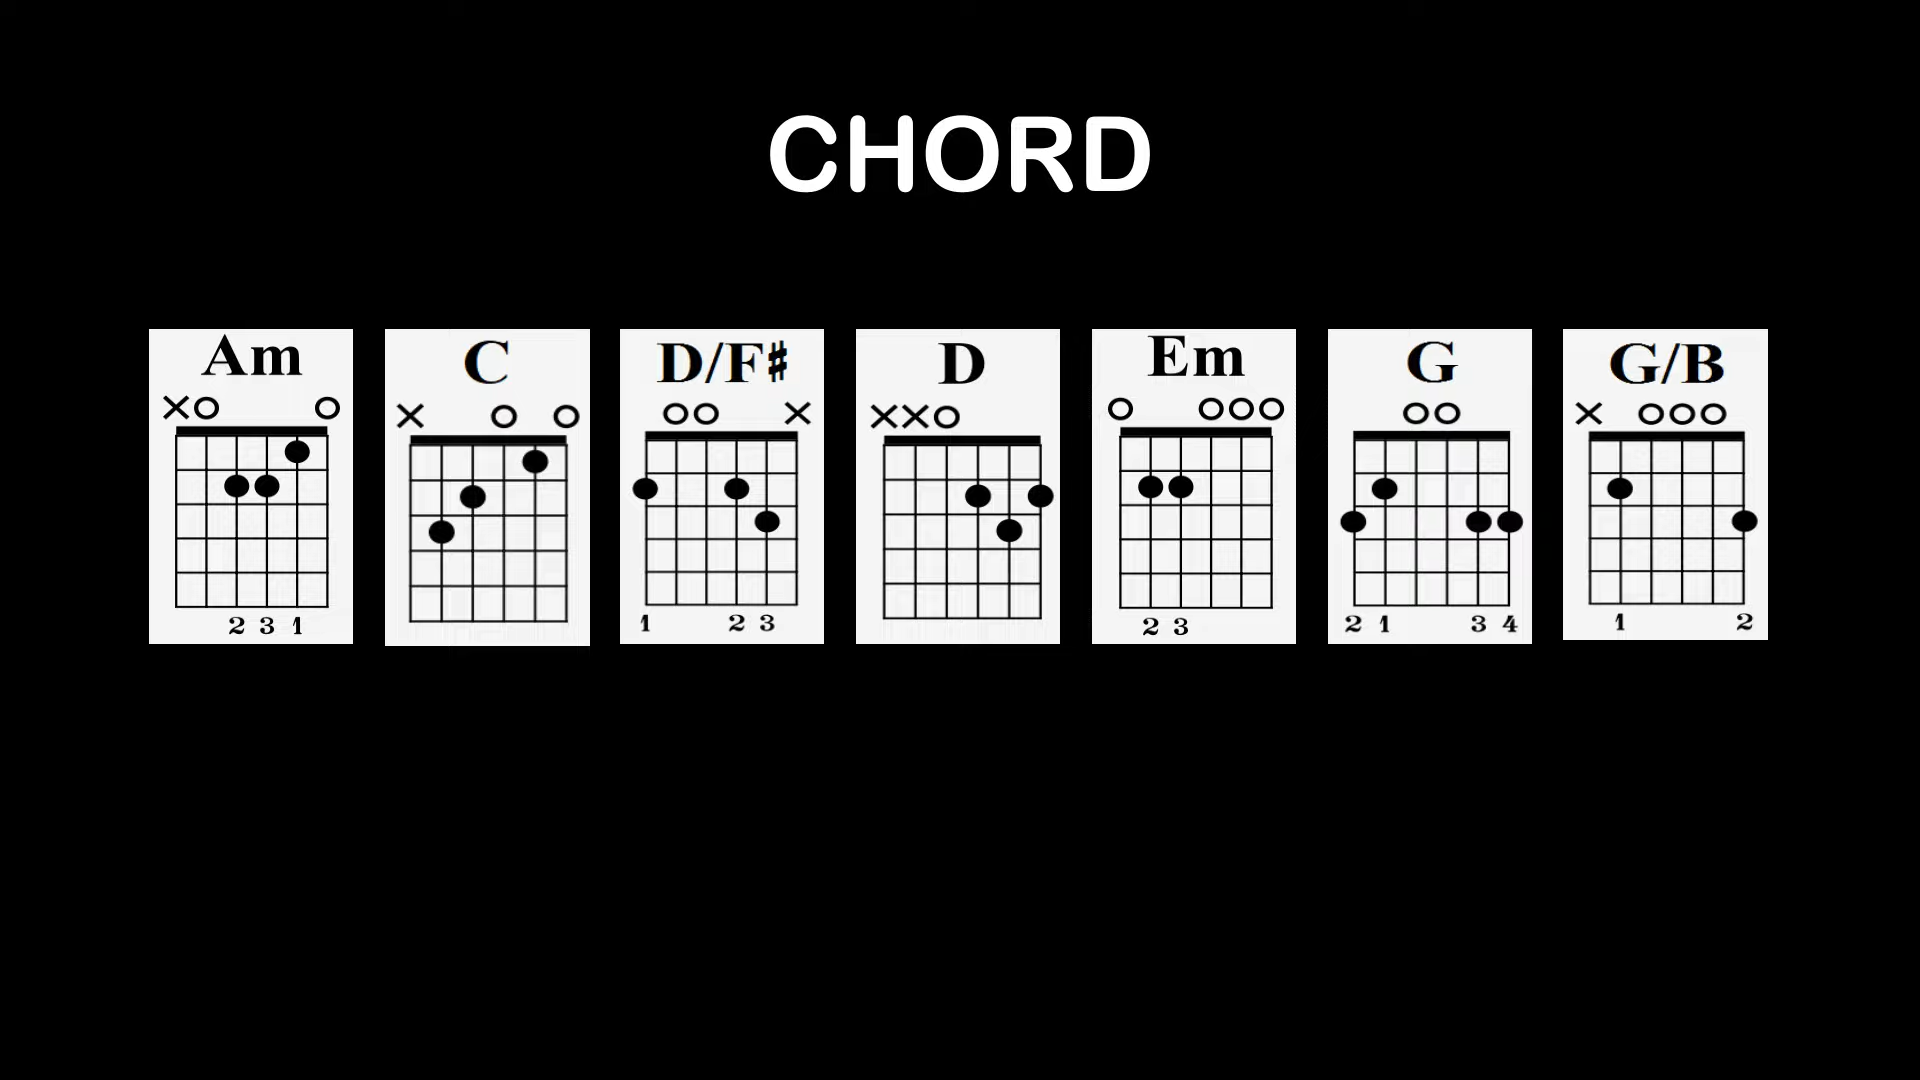 CHORD
Am C D/F# D Em G G/B
X O O X O O O O X X X O O O O O O O X O O O
2 3 1 1 2 3 2 3 2 1 3 4 1 2